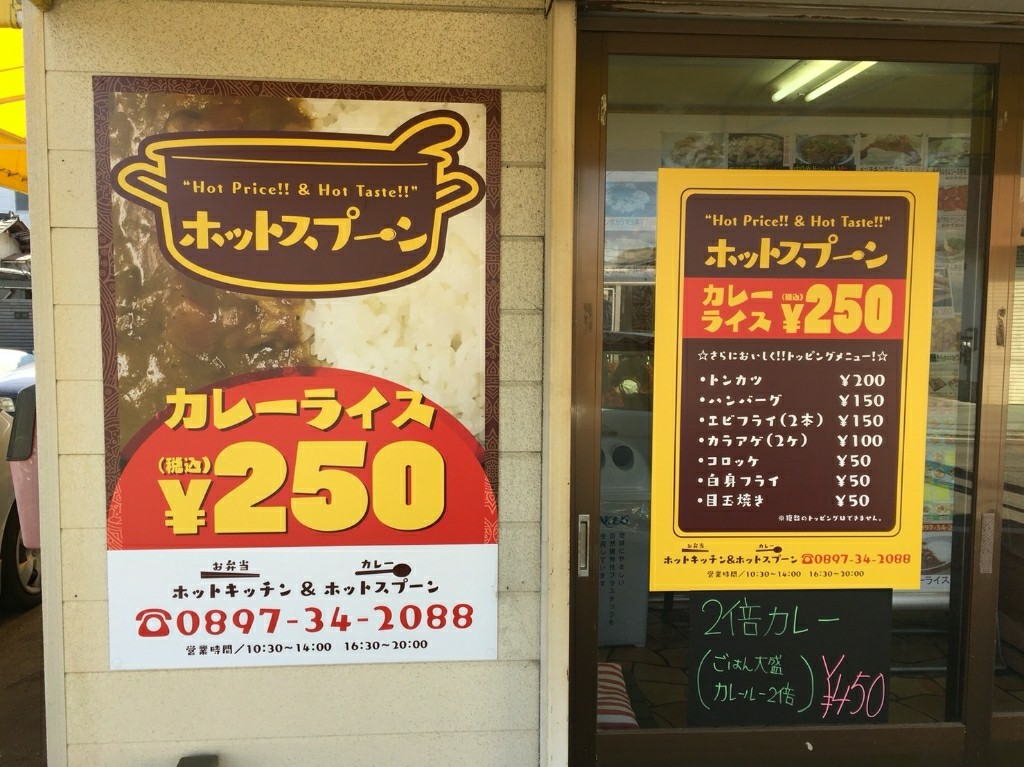 "Hot Price!! & Hot Taste!!"
ホットスプーン
カレーライス
(税込)
¥250
お弁当 カレー
ホットキッチン & ホットスプーン
☎0897-34-2088
営業時間/10:30~14:00 16:30~20:00
"Hot Price!! & Hot Taste!!"
ホットスプーン
カレー
ライス
(税込)
¥250
☆さらにおいしく!!トッピングメニュー!☆
・トンカツ ¥200
・ハンバーグ ¥150
・エビフライ(2本) ¥150
・カラアゲ(2ケ) ¥100
・コロッケ ¥50
・白身フライ ¥50
・目玉焼き ¥50
※複数のトッピングはできません。
お弁当 カレー
ホットキッチン&ホットスプーン☎0897-34-2088
営業時間/10:30~14:00 16:30~20:00
2倍カレー
(ごはん大盛
カレールー2倍)
¥450